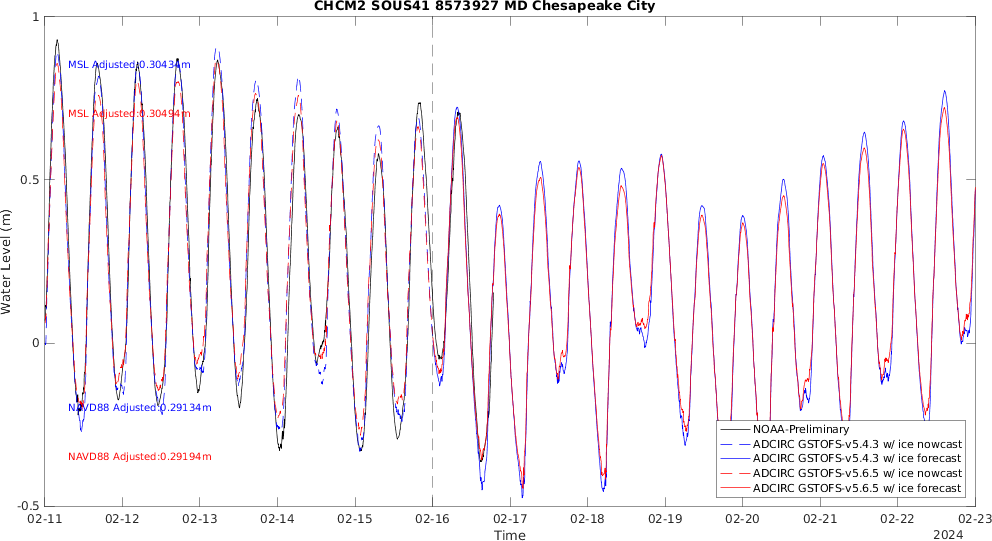 CHCM2 SOUS41 8573927 MD Chesapeake City
1
MSL Adjusted:0.30434m
MSL Adjusted:0.30494m
0.5
Water Level (m)
0
NAVD88 Adjusted:0.29134m
NAVD88 Adjusted:0.29194m
NOAA-Preliminary
ADCIRC GSTOFS-v5.4.3 w/ ice nowcast
ADCIRC GSTOFS-v5.4.3 w/ ice forecast
ADCIRC GSTOFS-v5.6.5 w/ ice nowcast
ADCIRC GSTOFS-v5.6.5 w/ ice forecast
-0.5
02-11 02-12 02-13 02-14 02-15 02-16 02-17 02-18 02-19 02-20 02-21 02-22 02-23
Time
2024